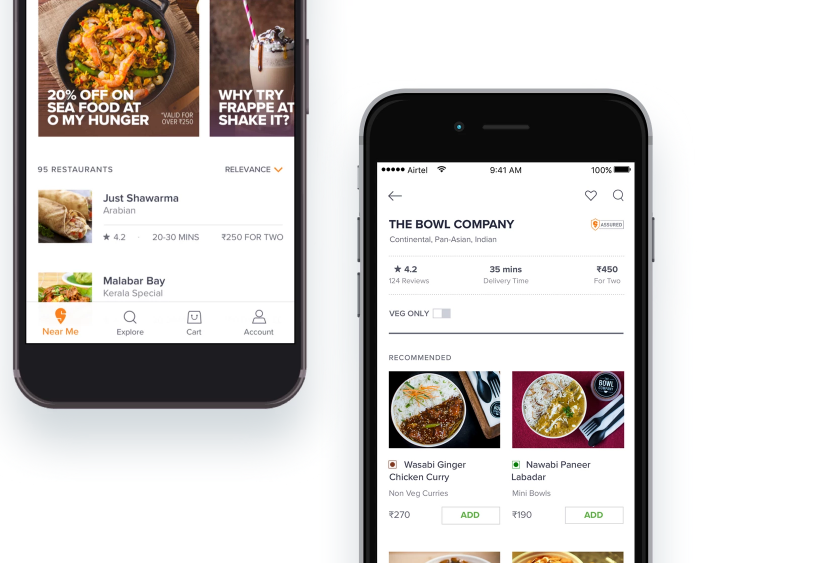 20% OFF ON
SEA FOOD AT
O MY HUNGER
*VALID FOR
OVER ₹250
WHY TRY
FRAPPE AT
SHAKE IT?
95 RESTAURANTS
RELEVANCE
Just Shawarma
Arabian
★ 4.2 · 20-30 MINS ₹250 FOR TWO
Malabar Bay
Kerala Special
Near Me Explore Cart Account
Airtel 9:41 AM 100%
THE BOWL COMPANY
ASSURED
Continental, Pan-Asian, Indian
★ 4.2 35 mins ₹450
124 Reviews Delivery Time For Two
VEG ONLY
RECOMMENDED
BOWL
Wasabi Ginger
Chicken Curry
Non Veg Curries
₹270 ADD
Nawabi Paneer
Labadar
Mini Bowls
₹190 ADD